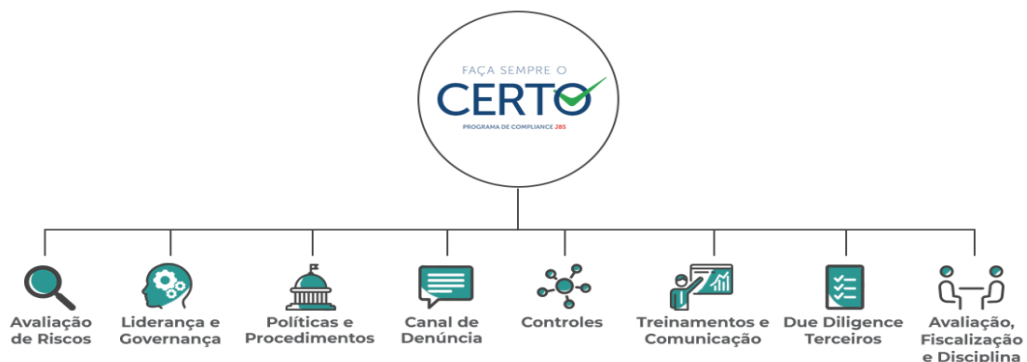 FAÇA SEMPRE O
CERTO
PROGRAMA DE COMPLIANCE JBS
Avaliação
de Riscos
Liderança e
Governança
Políticas e
Procedimentos
Canal de
Denúncia
Controles
Treinamentos e
Comunicação
Due Diligence
Terceiros
Avaliação,
Fiscalização
e Disciplina